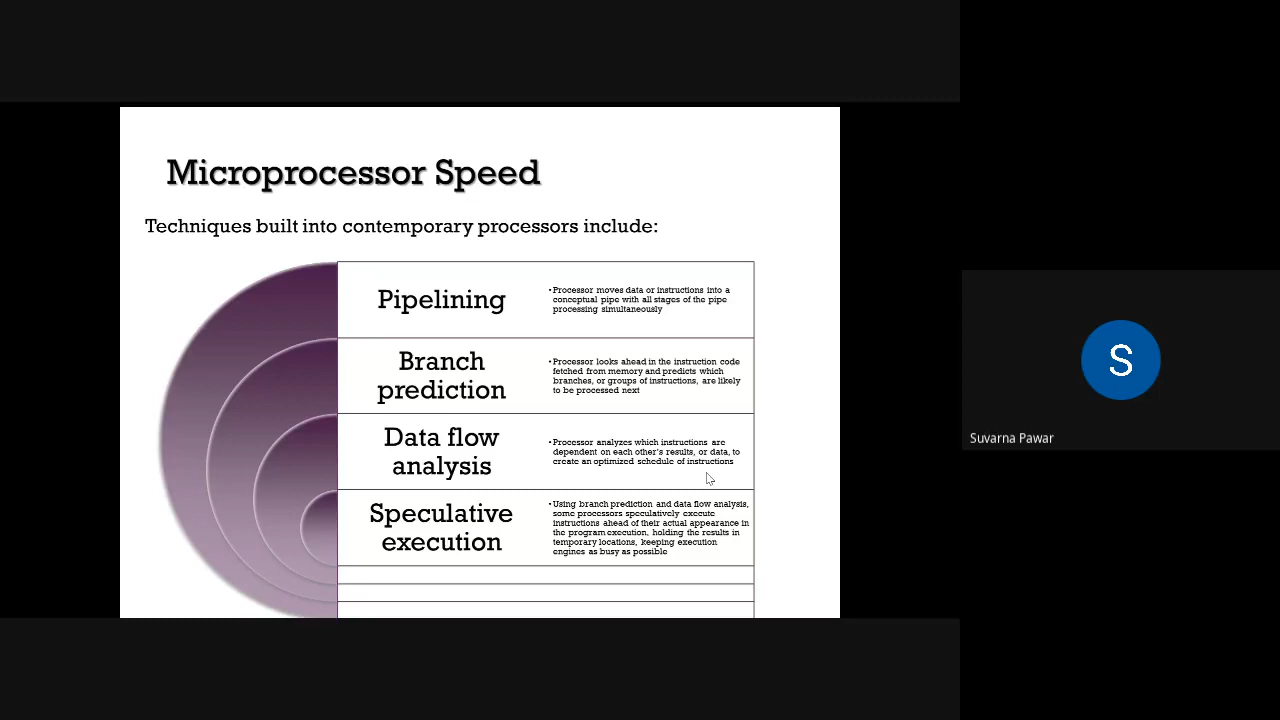 Microprocessor Speed
Techniques built into contemporary processors include:
Pipelining
•Processor moves data or instructions into a
conceptual pipe with all stages of the pipe
processing simultaneously
Branch
prediction
•Processor looks ahead in the instruction code
fetched from memory and predicts which
branches, or groups of instructions, are likely
to be processed next
Data flow
analysis
•Processor analyzes which instructions are
dependent on each other's results, or data, to
create an optimized schedule of instructions
Speculative
execution
•Using branch prediction and data flow analysis,
some processors speculatively execute
instructions ahead of their actual appearance in
the program execution, holding the results in
temporary locations, keeping execution
engines as busy as possible
S
Suvarna Pawar